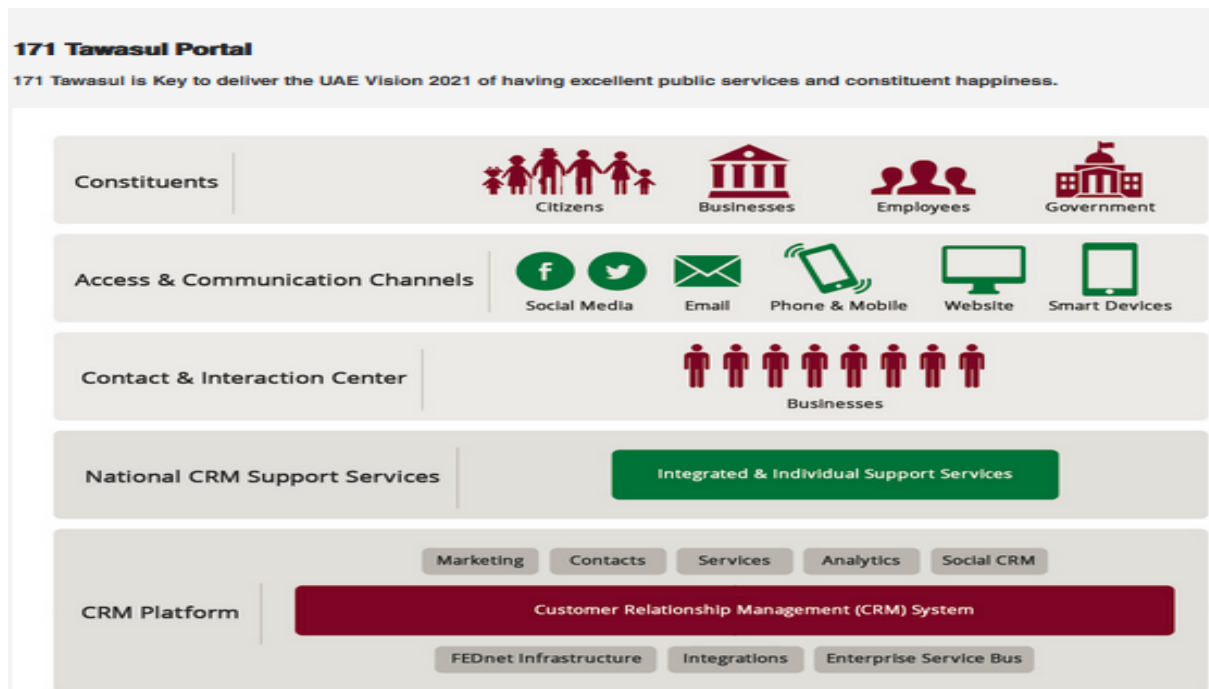 171 Tawasul Portal
171 Tawasul is Key to deliver the UAE Vision 2021 of having excellent public services and constituent happiness.
Constituents
Citizens
Businesses
Employees
Government
Access & Communication Channels
f
Social Media
Email
Phone & Mobile
Website
Smart Devices
Contact & Interaction Center
Businesses
National CRM Support Services
Integrated & Individual Support Services
CRM Platform
Marketing
Contacts
Services
Analytics
Social CRM
Customer Relationship Management (CRM) System
FEDnet Infrastructure
Integrations
Enterprise Service Bus